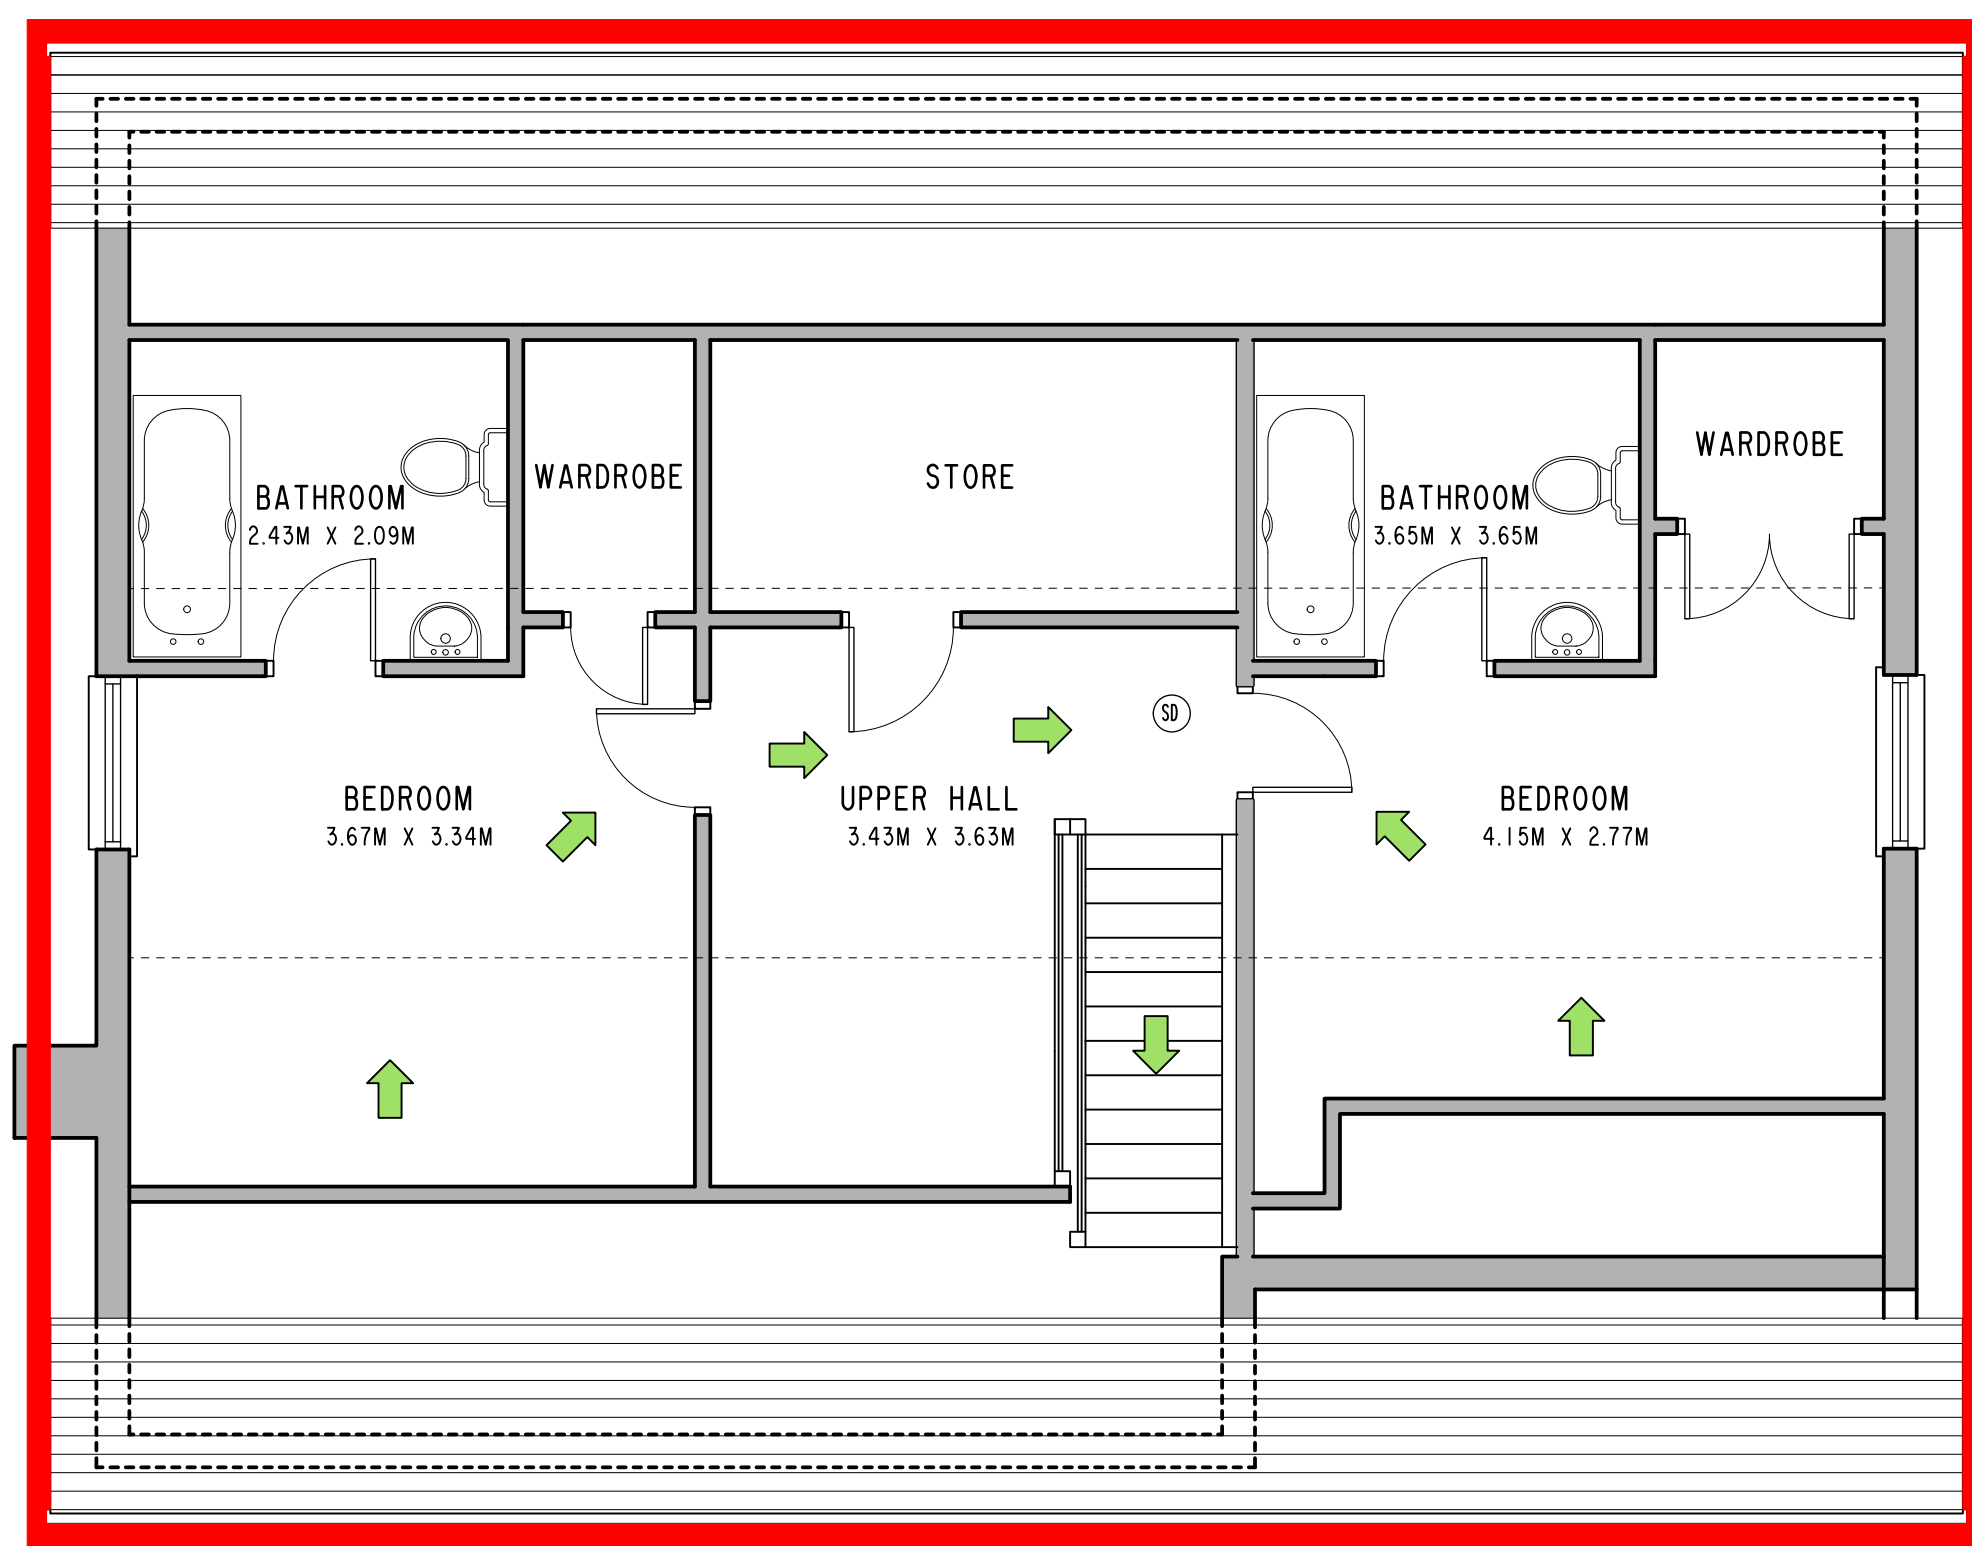 WARDROBE
WARDROBE
STORE
BATHROOM
2.43M X 2.09M
BATHROOM
3.65M X 3.65M
SD
BEDROOM
3.67M X 3.34M
UPPER HALL
3.43M X 3.63M
BEDROOM
4.15M X 2.77M